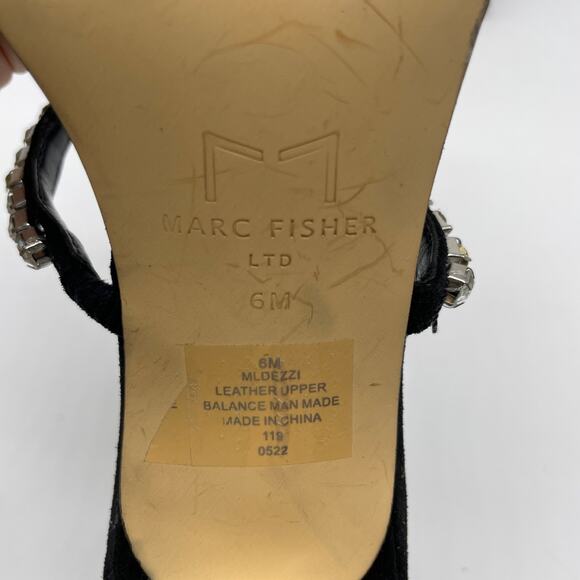 MARC FISHER
LTD
6M
6M
MLDEZZI
LEATHER UPPER
BALANCE MAN MADE
MADE IN CHINA
119
0522